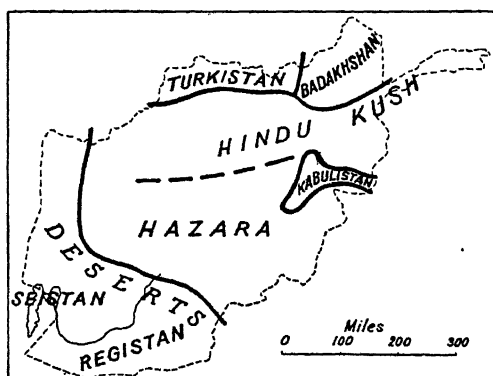 TURKISTAN
BADAKHSHAN
HINDU KUSH
KABULISTAN
HAZARA
DESERTS
SEISTAN
REGISTAN
Miles
0 100 200 300